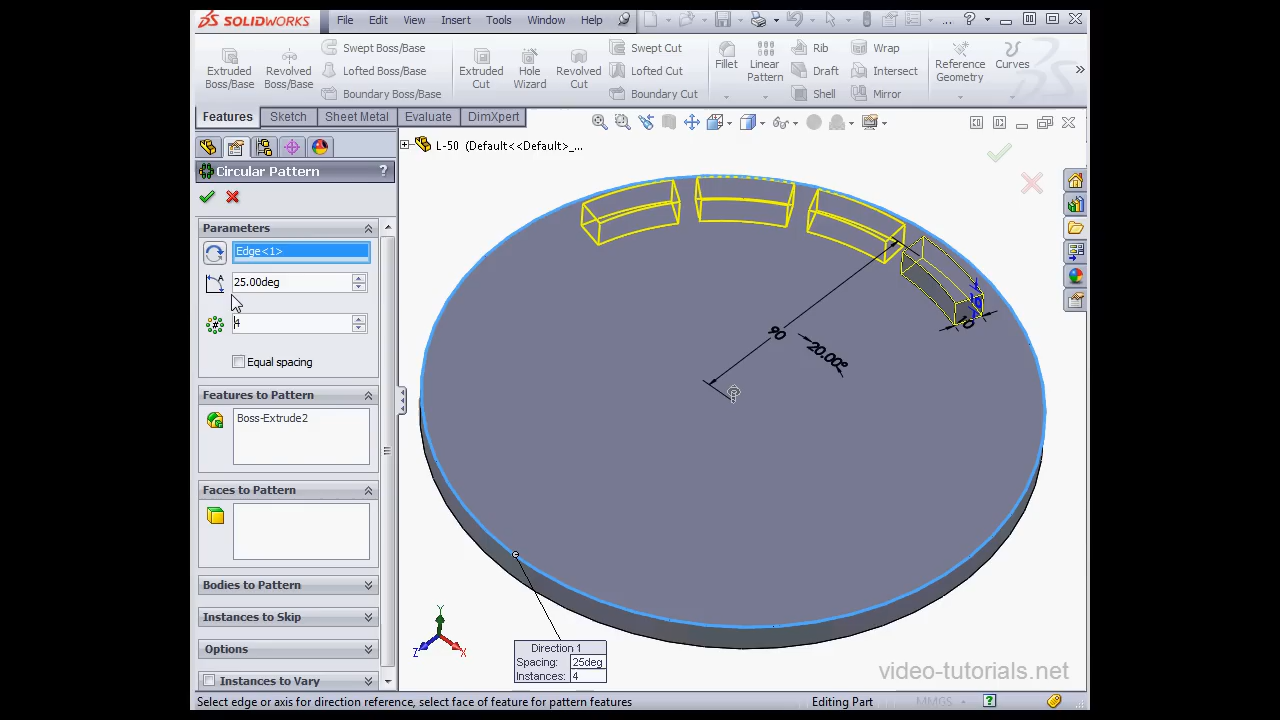 SOLIDWORKS File Edit View Insert Tools Window Help
Extruded Boss/Base
Revolved Boss/Base
Swept Boss/Base
Lofted Boss/Base
Boundary Boss/Base
Extruded Cut
Hole Wizard
Revolved Cut
Swept Cut
Lofted Cut
Boundary Cut
Fillet
Linear Pattern
Rib
Draft
Shell
Wrap
Intersect
Mirror
Reference Geometry
Curves
Features Sketch Sheet Metal Evaluate DimXpert
L-50 (Default<<Default>_...
Circular Pattern ?
Parameters
Edge<1>
25.00deg
4
Equal spacing
Features to Pattern
Boss-Extrude2
Faces to Pattern
Bodies to Pattern
Instances to Skip
Options
Instances to Vary
90
20.00°
10
Direction 1
Spacing: 25deg
Instances: 4
Y
Z
X
video-tutorials.net
Select edge or axis for direction reference, select face of feature for pattern features
Editing Part
MMGS